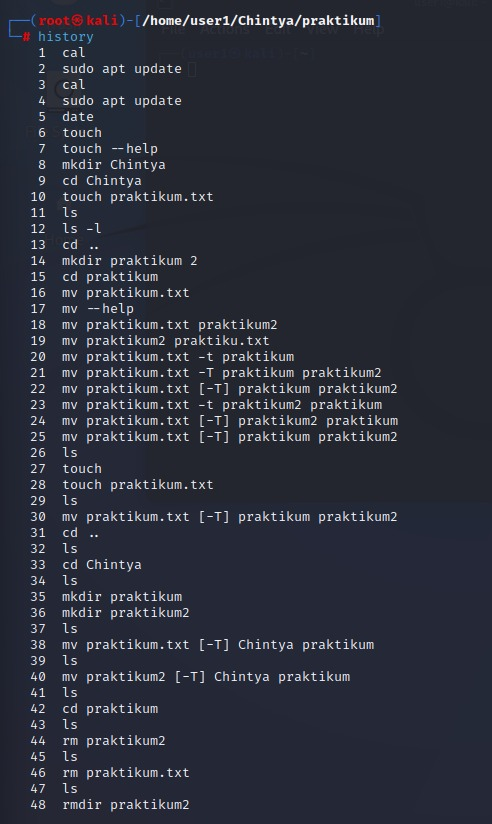 ┌──(root㉿kali)-[/home/user1/Chintya/praktikum]
└─# history
1 cal
2 sudo apt update
3 cal
4 sudo apt update
5 date
6 touch
7 touch --help
8 mkdir Chintya
9 cd Chintya
10 touch praktikum.txt
11 ls
12 ls -l
13 cd ..
14 mkdir praktikum 2
15 cd praktikum
16 mv praktikum.txt
17 mv --help
18 mv praktikum.txt praktikum2
19 mv praktikum2 praktiku.txt
20 mv praktikum.txt -t praktikum
21 mv praktikum.txt -T praktikum praktikum2
22 mv praktikum.txt [-T] praktikum praktikum2
23 mv praktikum.txt -t praktikum2 praktikum
24 mv praktikum.txt [-T] praktikum2 praktikum
25 mv praktikum.txt [-T] praktikum praktikum2
26 ls
27 touch
28 touch praktikum.txt
29 ls
30 mv praktikum.txt [-T] praktikum praktikum2
31 cd ..
32 ls
33 cd Chintya
34 ls
35 mkdir praktikum
36 mkdir praktikum2
37 ls
38 mv praktikum.txt [-T] Chintya praktikum
39 ls
40 mv praktikum2 [-T] Chintya praktikum
41 ls
42 cd praktikum
43 ls
44 rm praktikum2
45 ls
46 rm praktikum.txt
47 ls
48 rmdir praktikum2